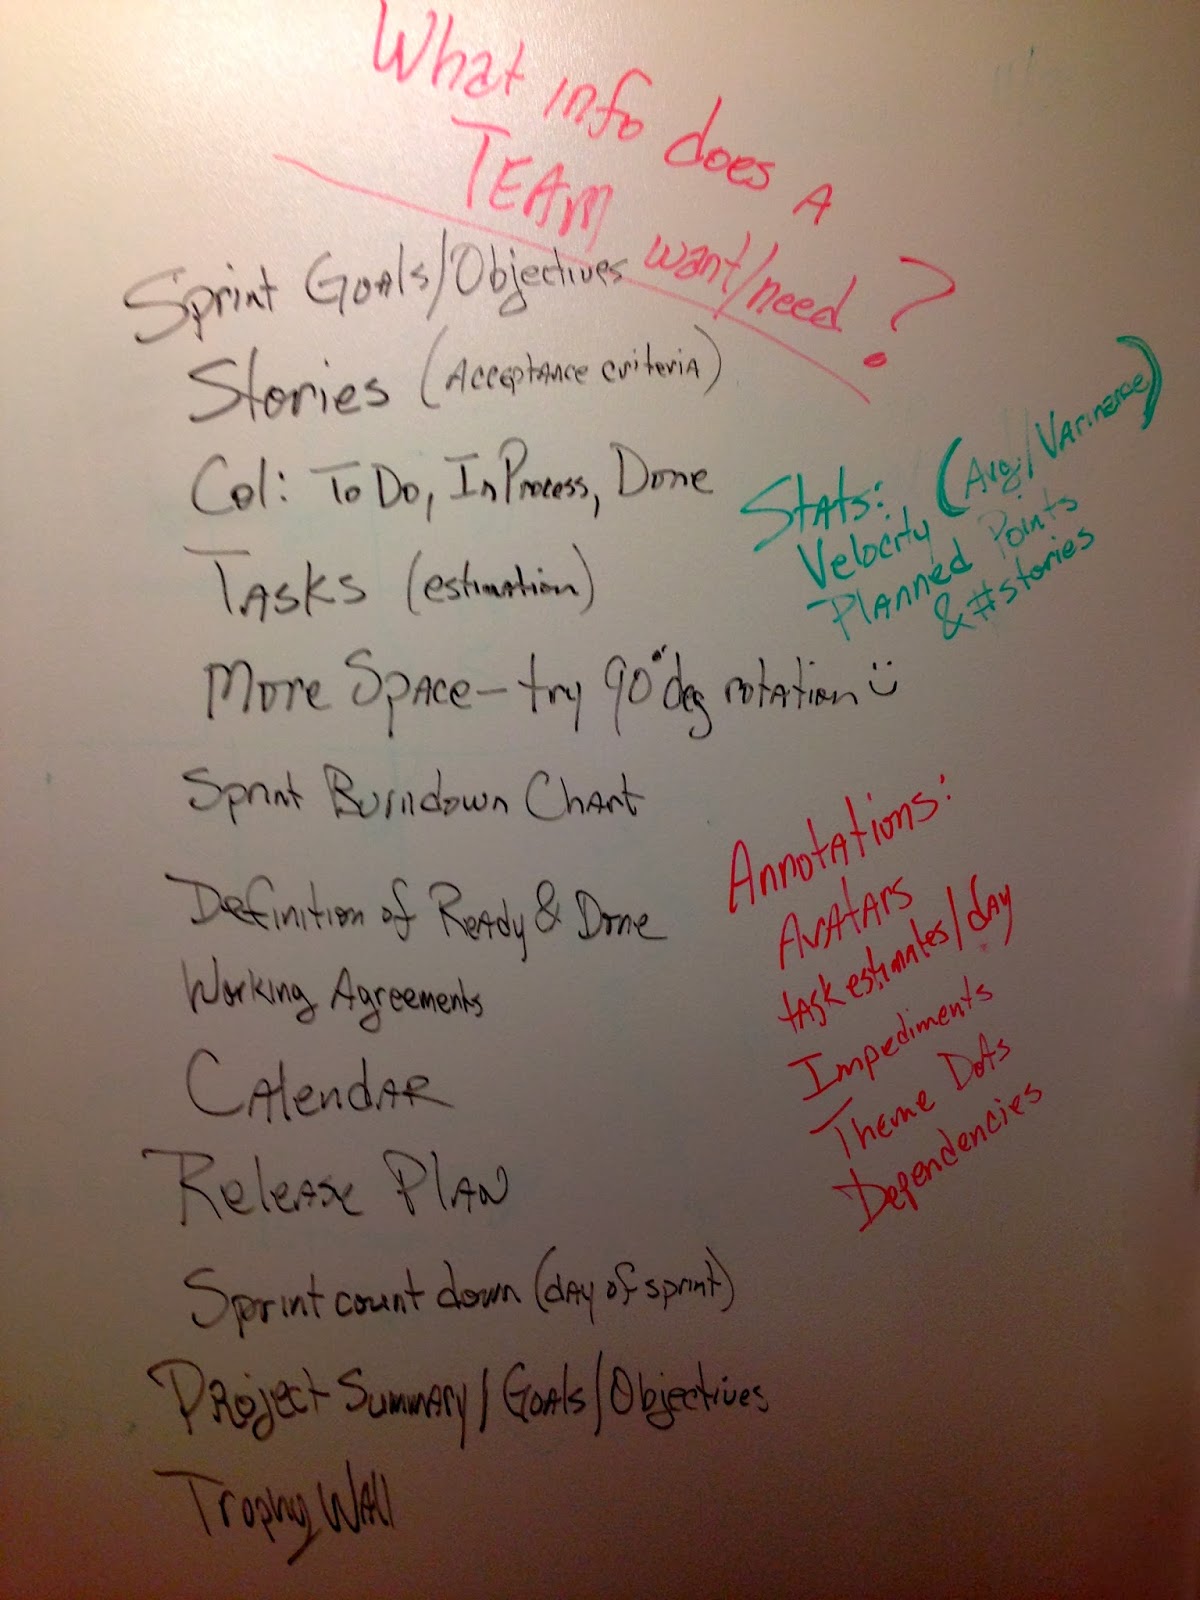 What info does a
TEAM want/need?
Sprint Goals/Objectives
Stories (Acceptance criteria)
Col: To Do, In Process, Done
Tasks (estimation)
More Space - try 90° deg rotation ü
Sprint Burndown Chart
Definition of Ready & Done
Working Agreements
Calendar
Release Plan
Sprint count down (day of sprint)
Project Summary/Goals/Objectives
Trophy Wall
Stats:
Velocity (Avg./Varinance)
Planned Points
& # stories
Annotations:
Avatars
task estimates/day
Impediments
Theme Dots
Dependencies